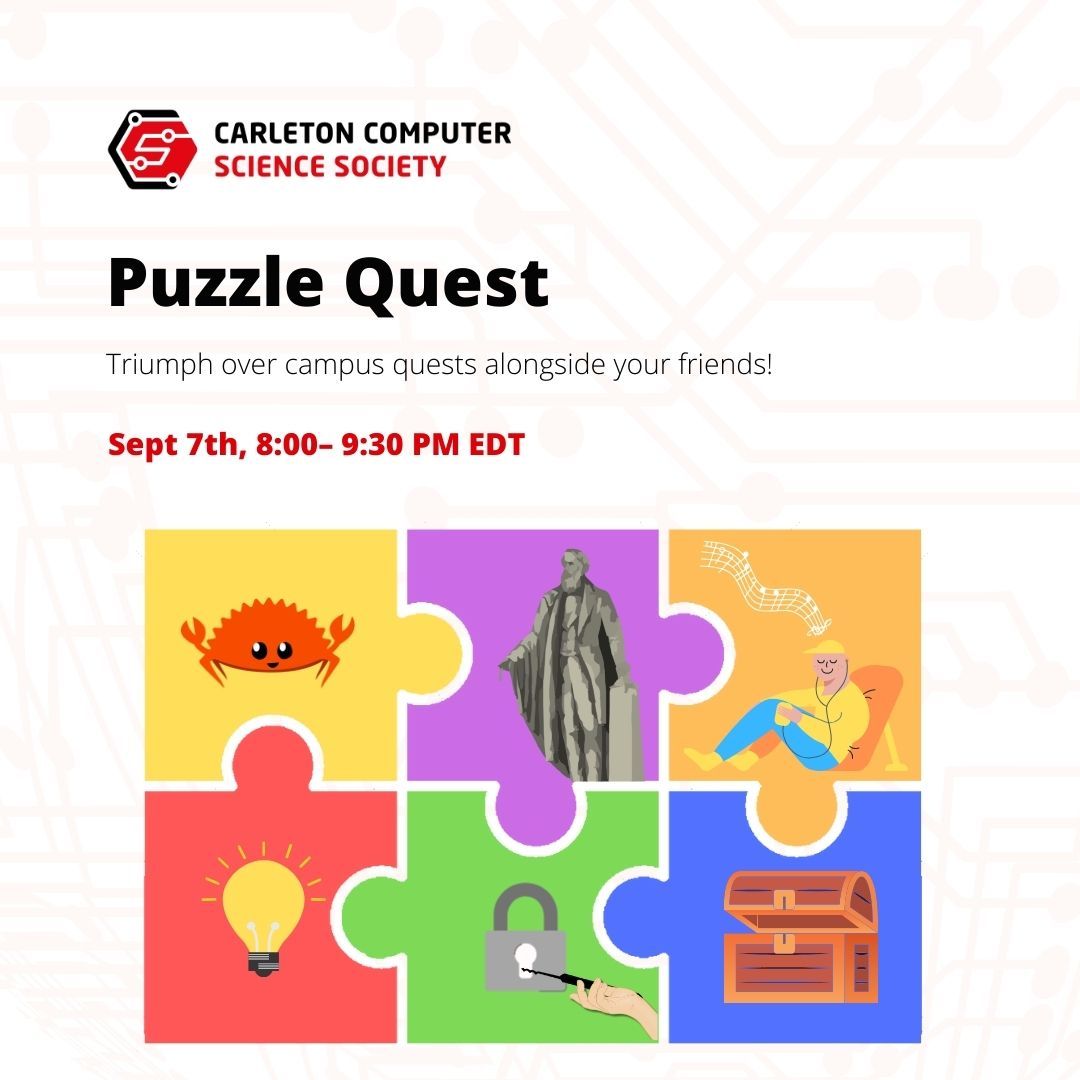 CARLETON COMPUTER
SCIENCE SOCIETY
Puzzle Quest
Triumph over campus quests alongside your friends!
Sept 7th, 8:00– 9:30 PM EDT